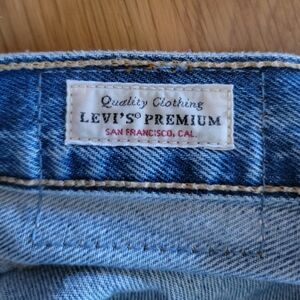 Quality Clothing
LEVI'S® PREMIUM
SAN FRANCISCO, CAL.